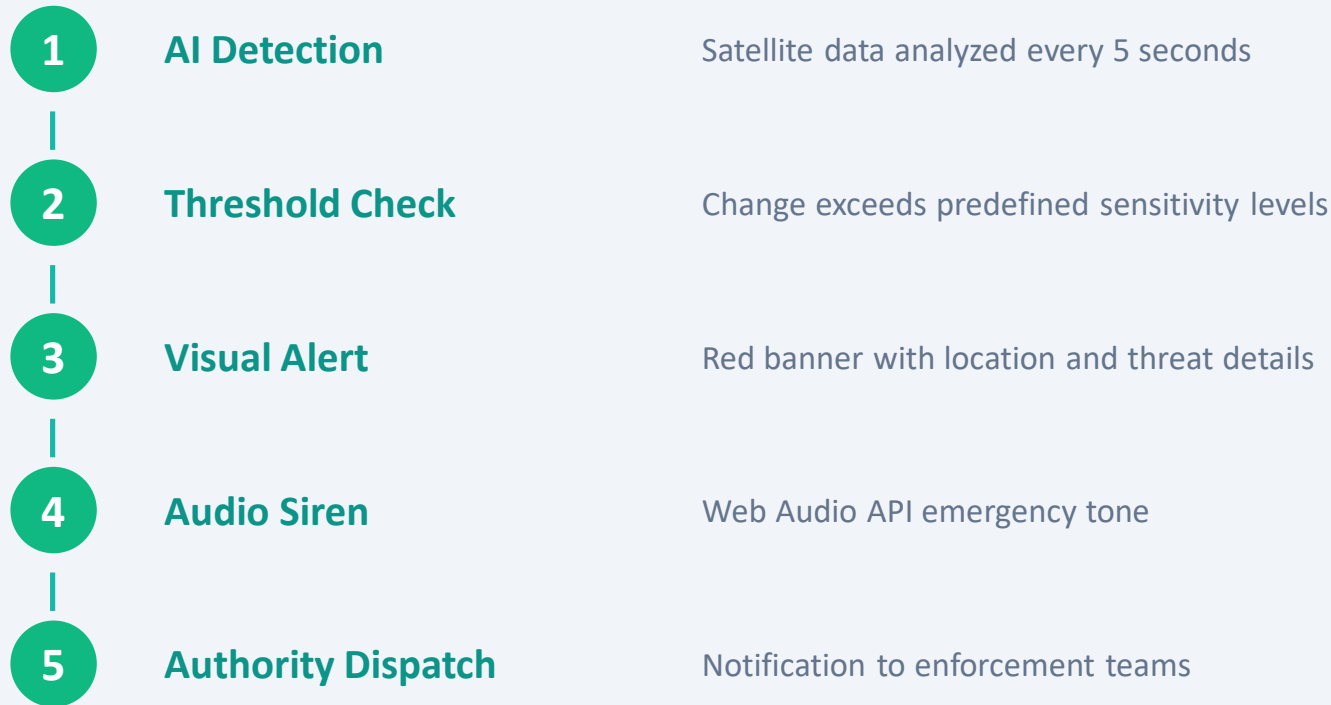 1 AI Detection Satellite data analyzed every 5 seconds
2 Threshold Check Change exceeds predefined sensitivity levels
3 Visual Alert Red banner with location and threat details
4 Audio Siren Web Audio API emergency tone
5 Authority Dispatch Notification to enforcement teams